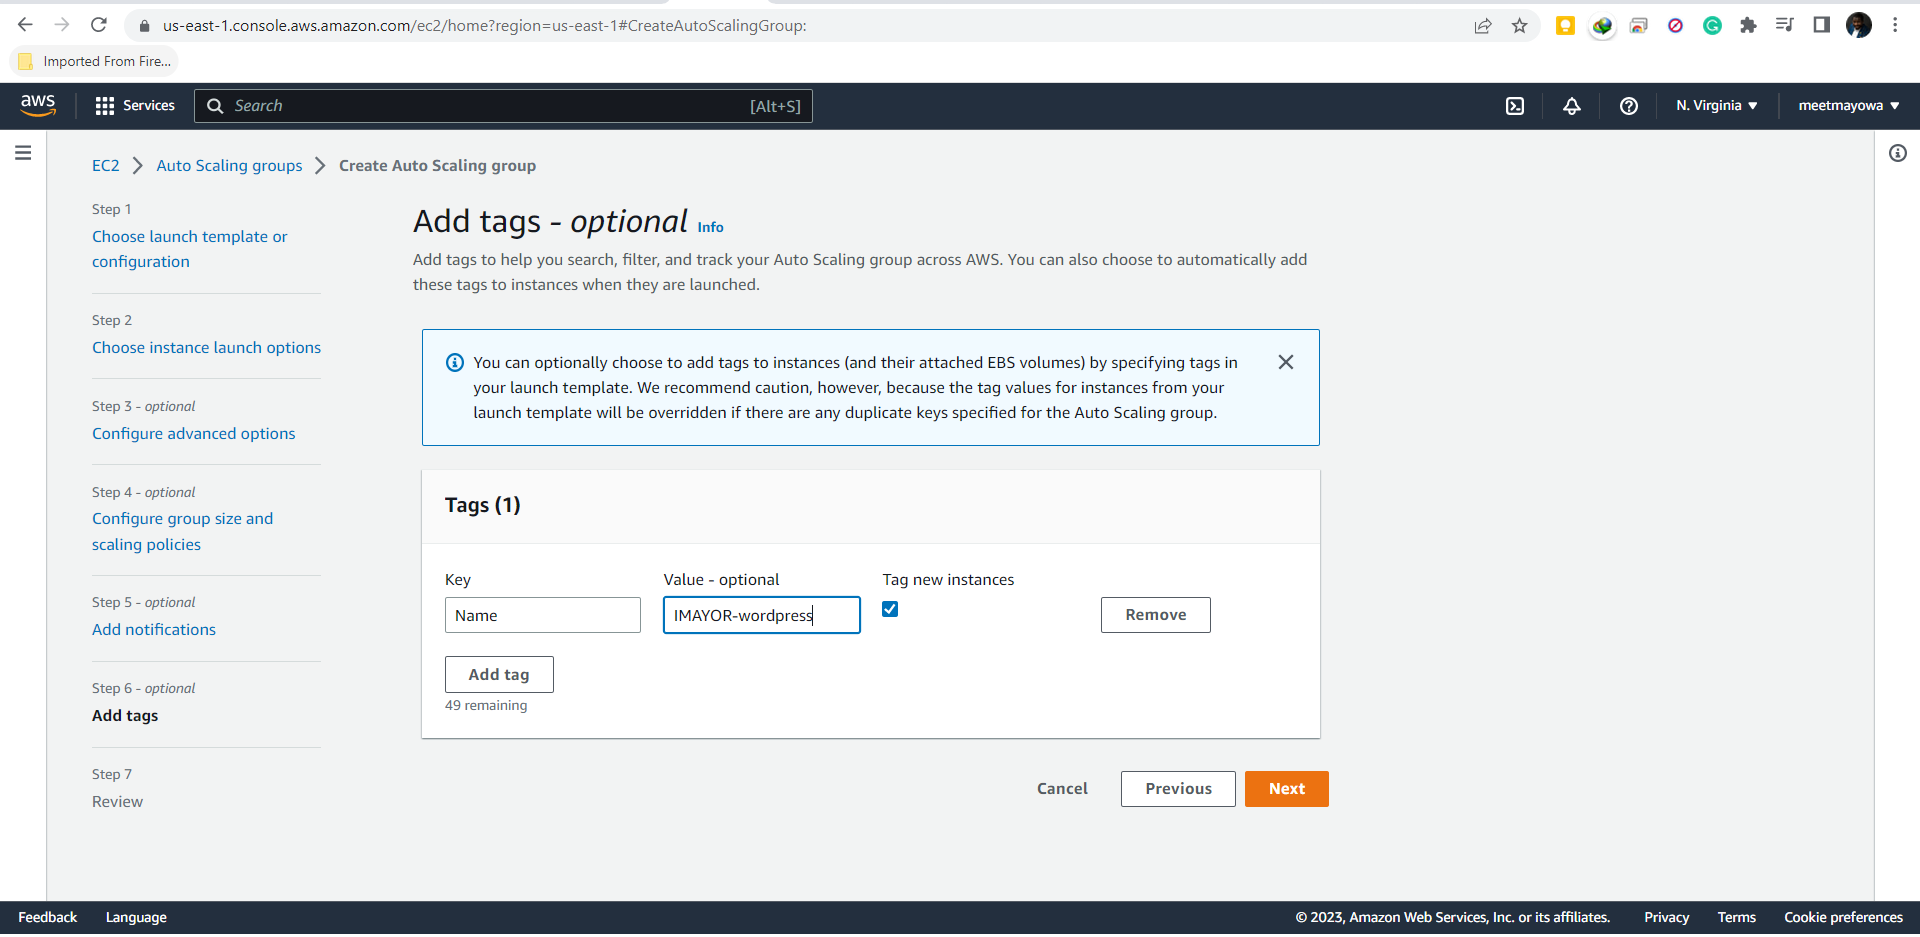 us-east-1.console.aws.amazon.com/ec2/home?region=us-east-1#CreateAutoScalingGroup:
Imported From Fire...
aws
Services
Search
[Alt+S]
N. Virginia
meetmayowa
EC2
Auto Scaling groups
Create Auto Scaling group
Step 1
Choose launch template or
configuration
Step 2
Choose instance launch options
Step 3 - optional
Configure advanced options
Step 4 - optional
Configure group size and
scaling policies
Step 5 - optional
Add notifications
Step 6 - optional
Add tags
Step 7
Review
Add tags - optional Info
Add tags to help you search, filter, and track your Auto Scaling group across AWS. You can also choose to automatically add
these tags to instances when they are launched.
You can optionally choose to add tags to instances (and their attached EBS volumes) by specifying tags in
your launch template. We recommend caution, however, because the tag values for instances from your
launch template will be overridden if there are any duplicate keys specified for the Auto Scaling group.
Tags (1)
Key
Value - optional
Tag new instances
Name
IMAYOR-wordpress
Remove
Add tag
49 remaining
Cancel
Previous
Next
Feedback
Language
© 2023, Amazon Web Services, Inc. or its affiliates.
Privacy
Terms
Cookie preferences